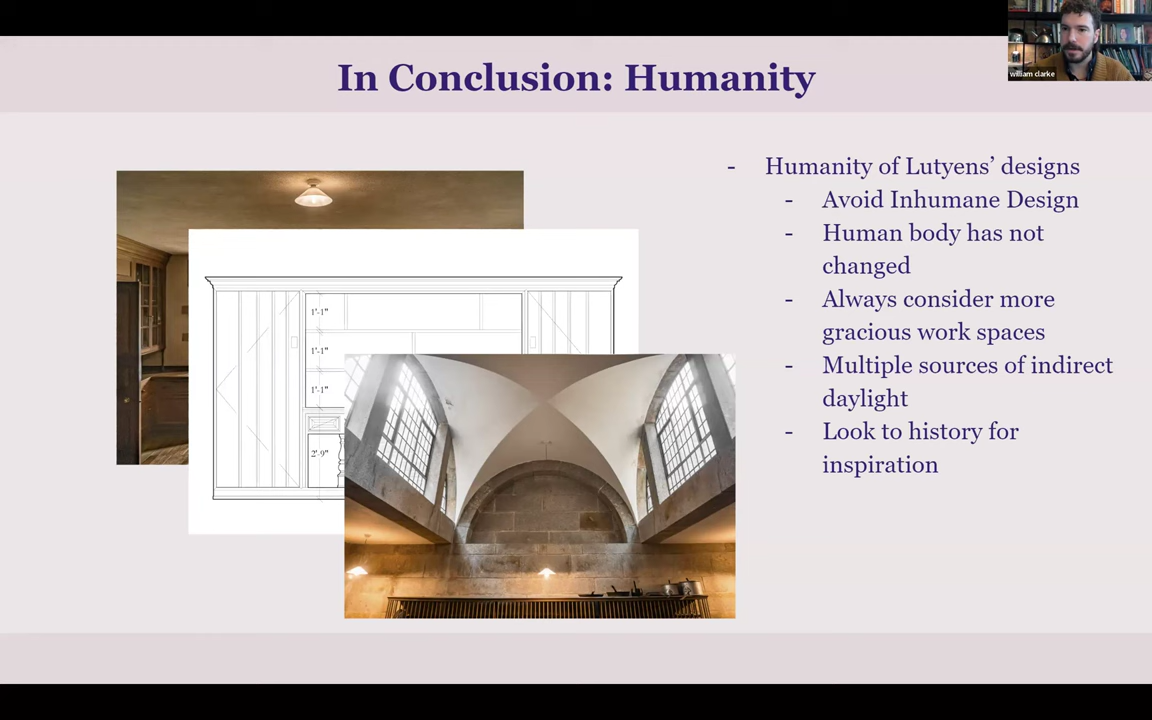 william clarke
In Conclusion: Humanity
- Humanity of Lutyens’ designs
- Avoid Inhumane Design
- Human body has not
changed
- Always consider more
gracious work spaces
- Multiple sources of indirect
daylight
- Look to history for
inspiration
1'-1"
1'-1"
1'-1"
2'-9"